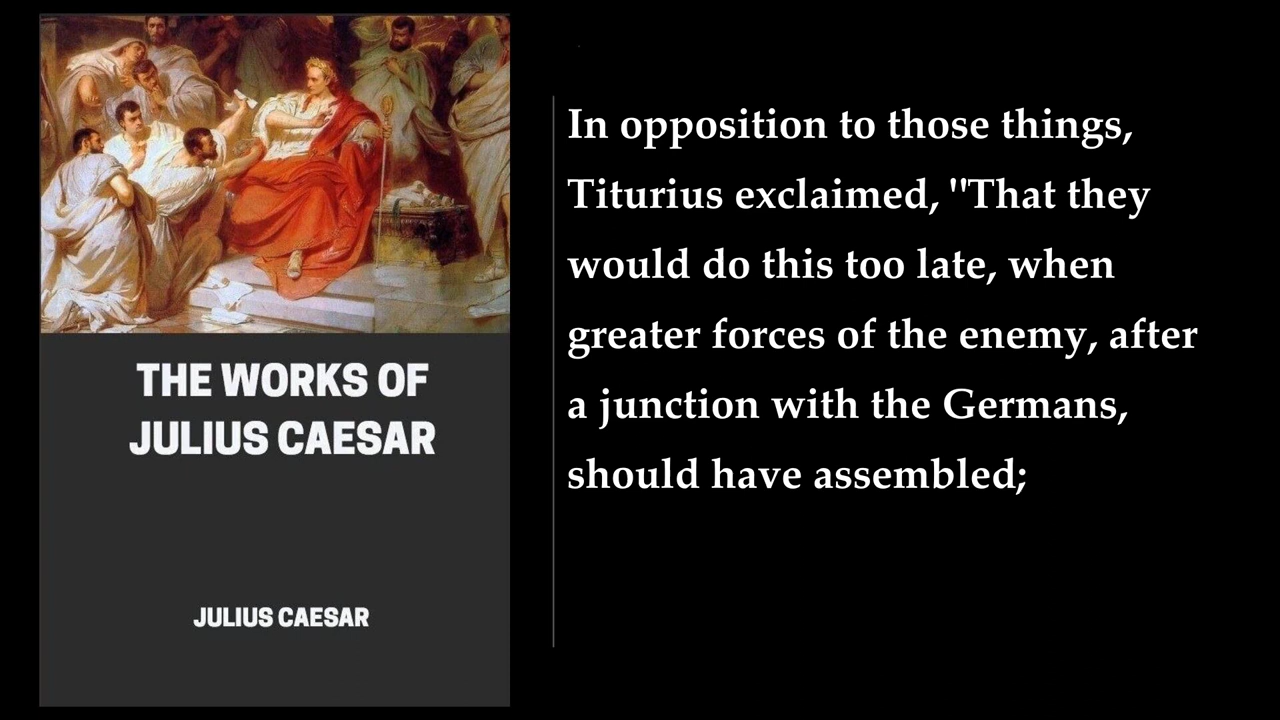 THE WORKS OF
JULIUS CAESAR
JULIUS CAESAR
In opposition to those things,
Titurius exclaimed, "That they
would do this too late, when
greater forces of the enemy, after
a junction with the Germans,
should have assembled;